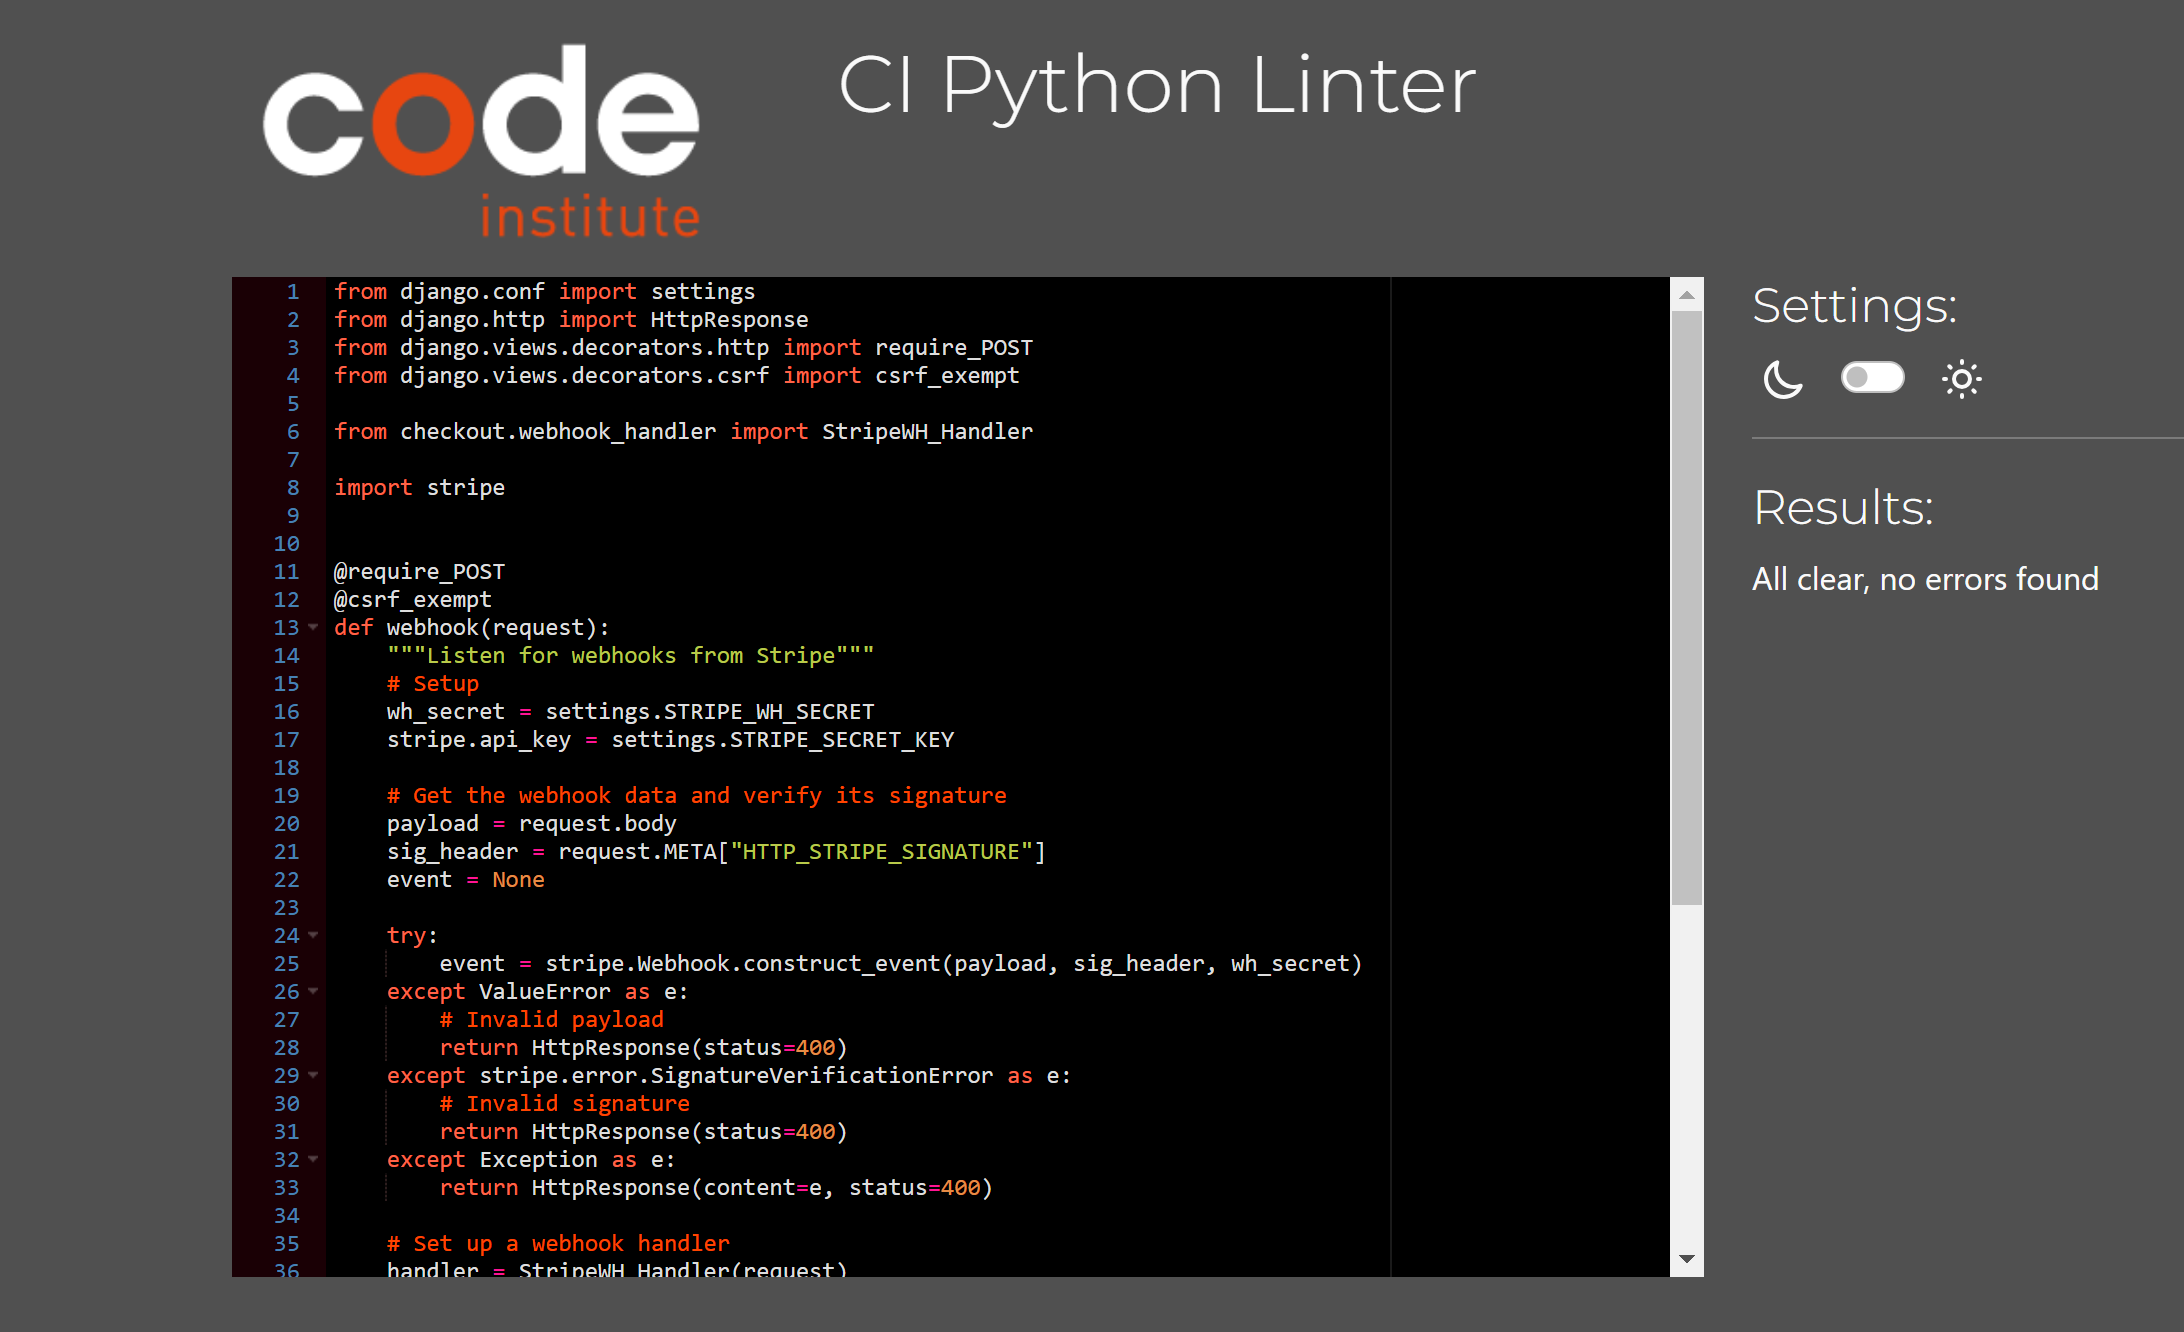 code
institute
CI Python Linter
1 from django.conf import settings
2 from django.http import HttpResponse
3 from django.views.decorators.http import require_POST
4 from django.views.decorators.csrf import csrf_exempt
5
6 from checkout.webhook_handler import StripeWH_Handler
7
8 import stripe
9
10
11 @require_POST
12 @csrf_exempt
13 def webhook(request):
14     """Listen for webhooks from Stripe"""
15     # Setup
16     wh_secret = settings.STRIPE_WH_SECRET
17     stripe.api_key = settings.STRIPE_SECRET_KEY
18
19     # Get the webhook data and verify its signature
20     payload = request.body
21     sig_header = request.META["HTTP_STRIPE_SIGNATURE"]
22     event = None
23
24     try:
25         event = stripe.Webhook.construct_event(payload, sig_header, wh_secret)
26     except ValueError as e:
27         # Invalid payload
28         return HttpResponse(status=400)
29     except stripe.error.SignatureVerificationError as e:
30         # Invalid signature
31         return HttpResponse(status=400)
32     except Exception as e:
33         return HttpResponse(content=e, status=400)
34
35     # Set up a webhook handler
36     handler = StripeWH_Handler(request)
Settings:
Results:
All clear, no errors found